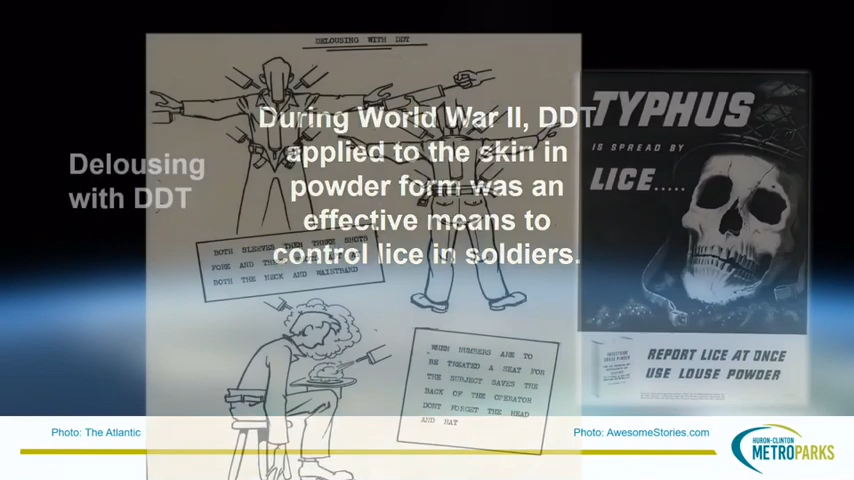 DELOUSING WITH DDT
During World War II, DDT
applied to the skin in
powder form was an
effective means to
control lice in soldiers.
Delousing
with DDT
BOTH SLEEVES THEN THREE SHOTS
FORE AND
BOTH THE NECK AND WAISTBAND
WHEN NUMBERS ARE TO
BE TREATED A SEAT FOR
THE SUBJECT SAVES THE
BACK OF THE OPERATOR
DONT FORGET THE HEAD
AND HAT
TYPHUS
IS SPREAD BY
LICE.....
REPORT LICE AT ONCE
USE LOUSE POWDER
Photo: The Atlantic
Photo: AwesomeStories.com
HURON-CLINTON
METROPARKS